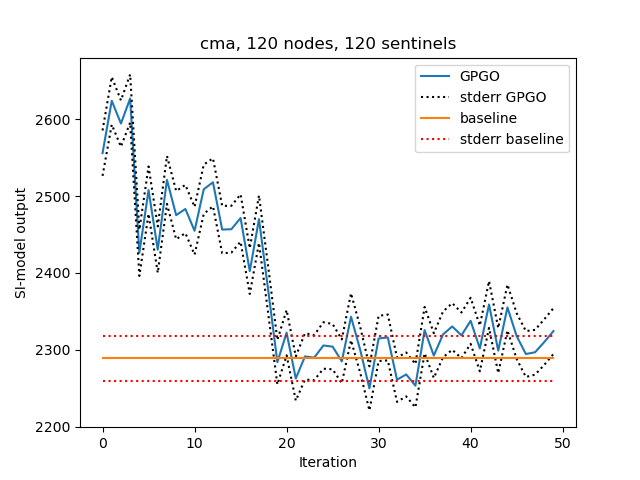 cma, 120 nodes, 120 sentinels
GPGO
stderr GPGO
baseline
stderr baseline
SI-model output
2600
2500
2400
2300
2200
0 10 20 30 40 50
Iteration